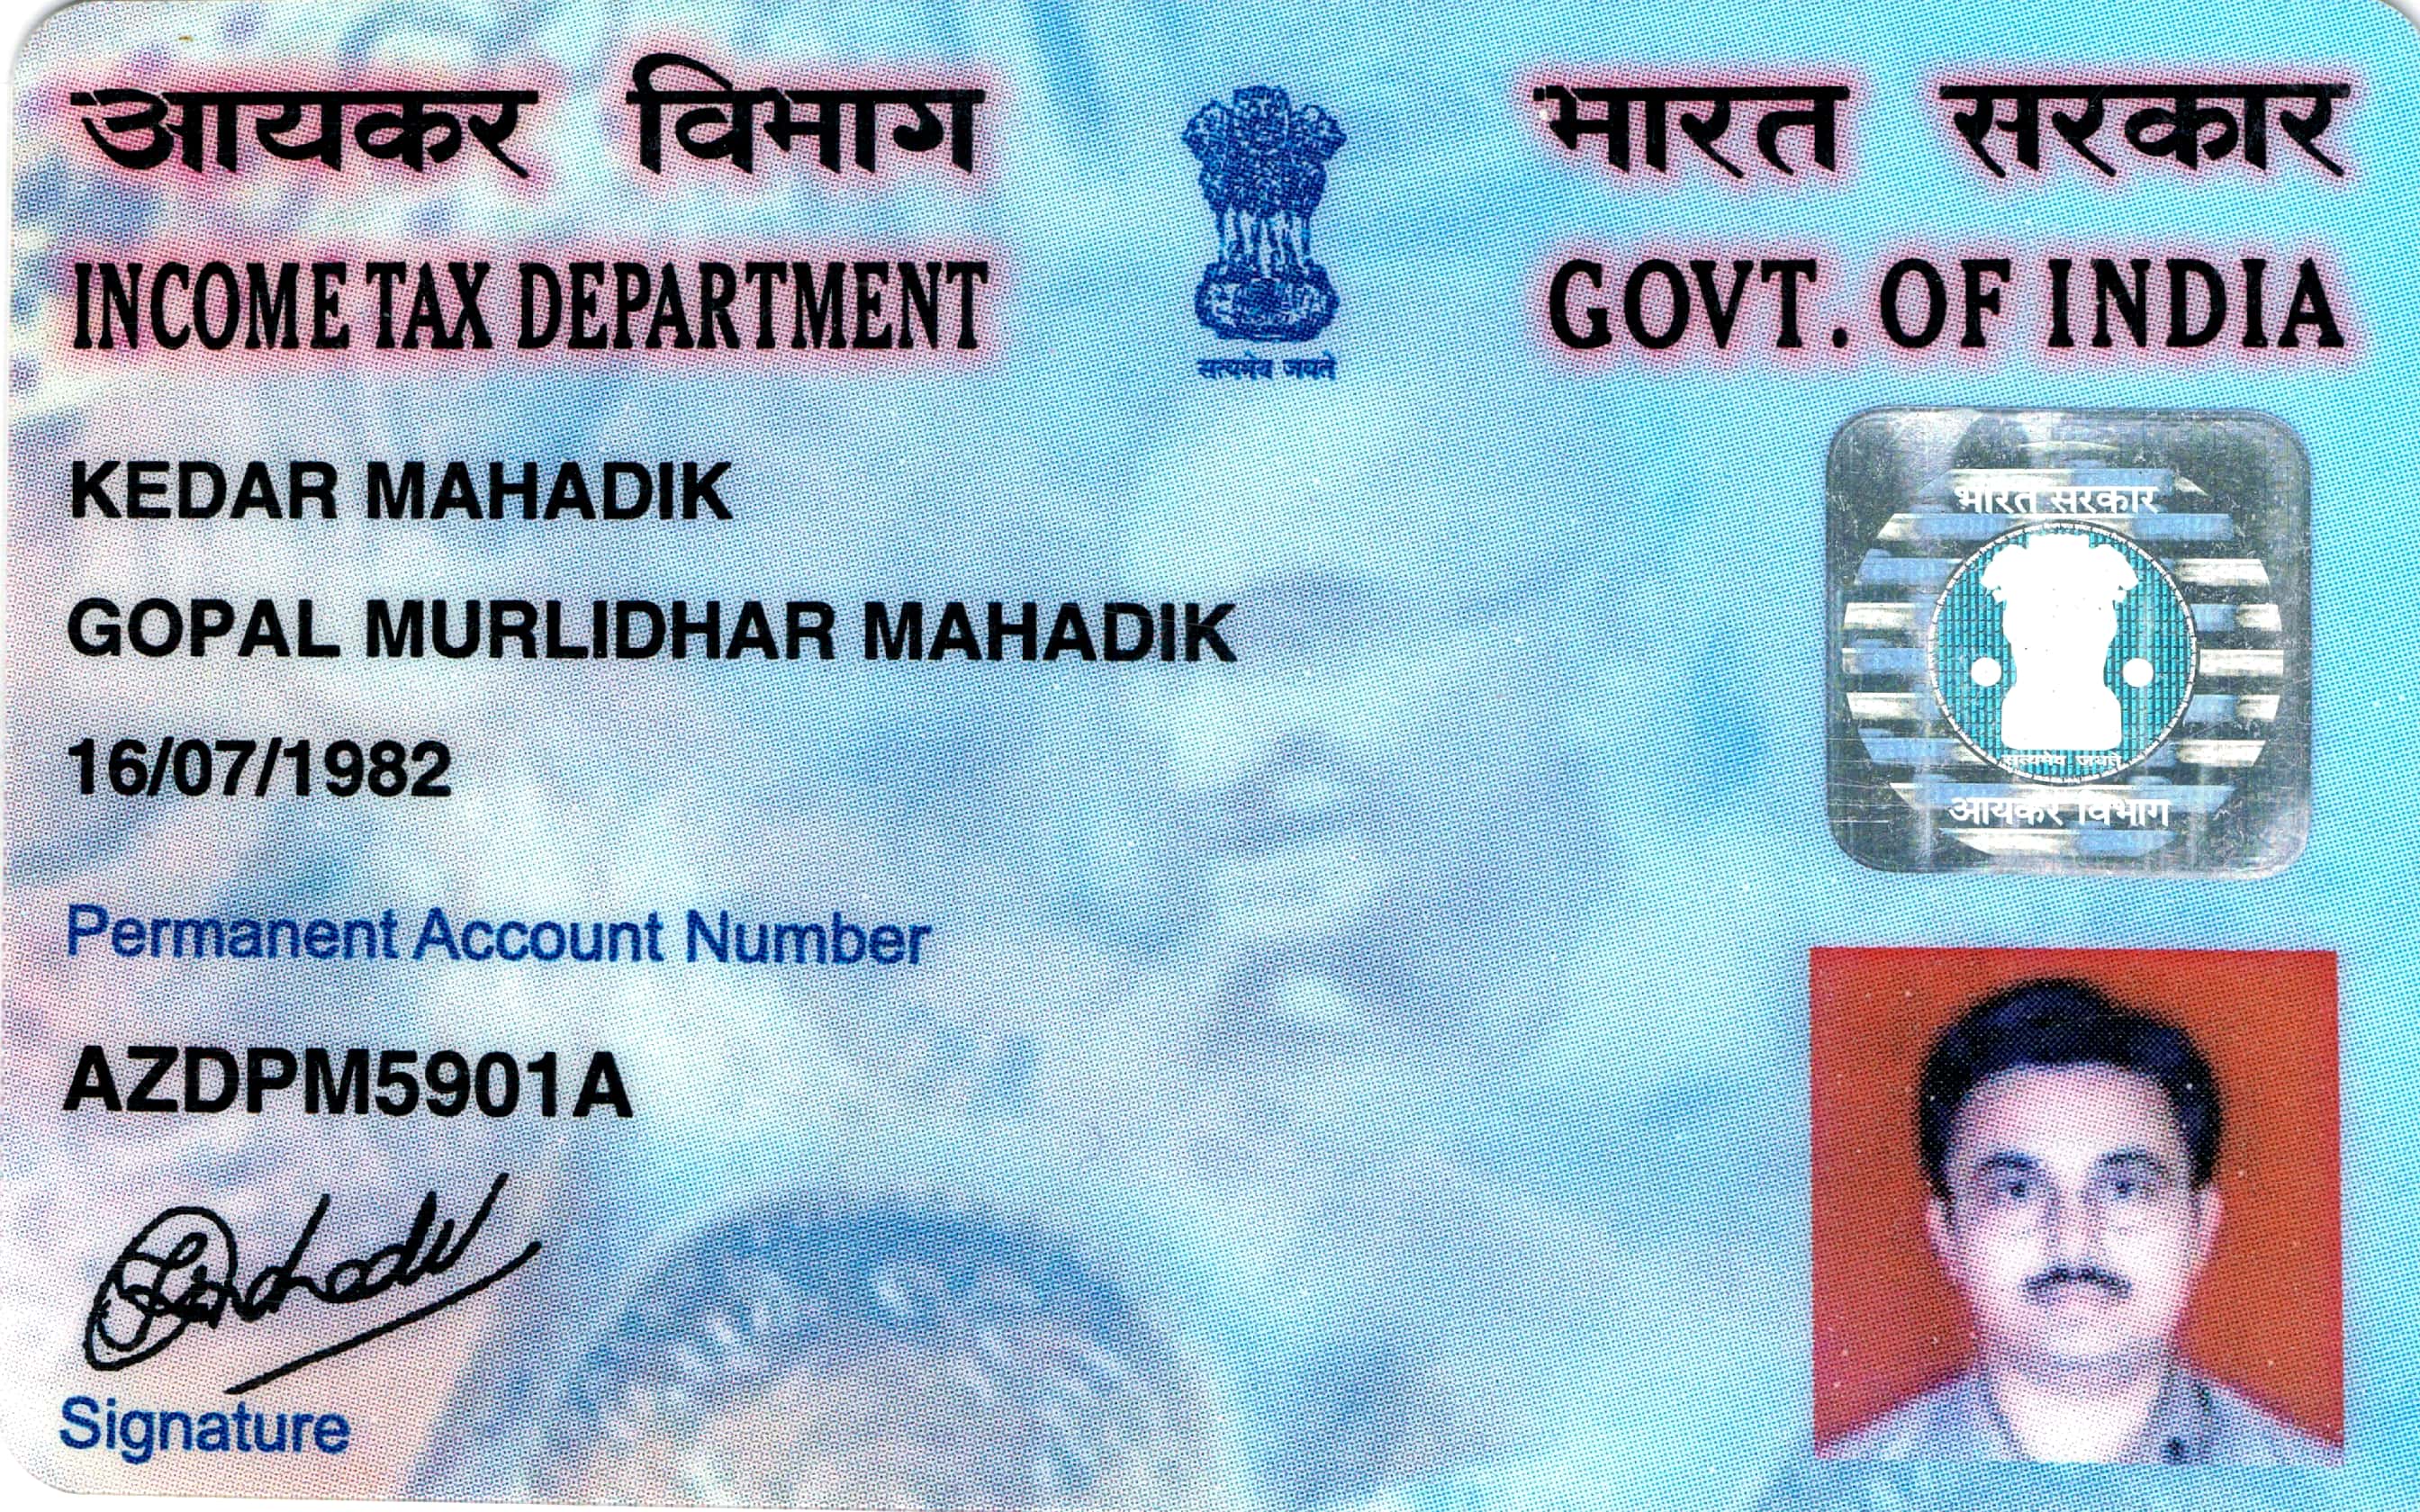 आयकर विभाग
INCOME TAX DEPARTMENT
सत्यमेव जयते
भारत सरकार
GOVT. OF INDIA
KEDAR MAHADIK
GOPAL MURLIDHAR MAHADIK
16/07/1982
Permanent Account Number
AZDPM5901A
Signature
भारत सरकार
सत्यमेव जयते
आयकर विभाग